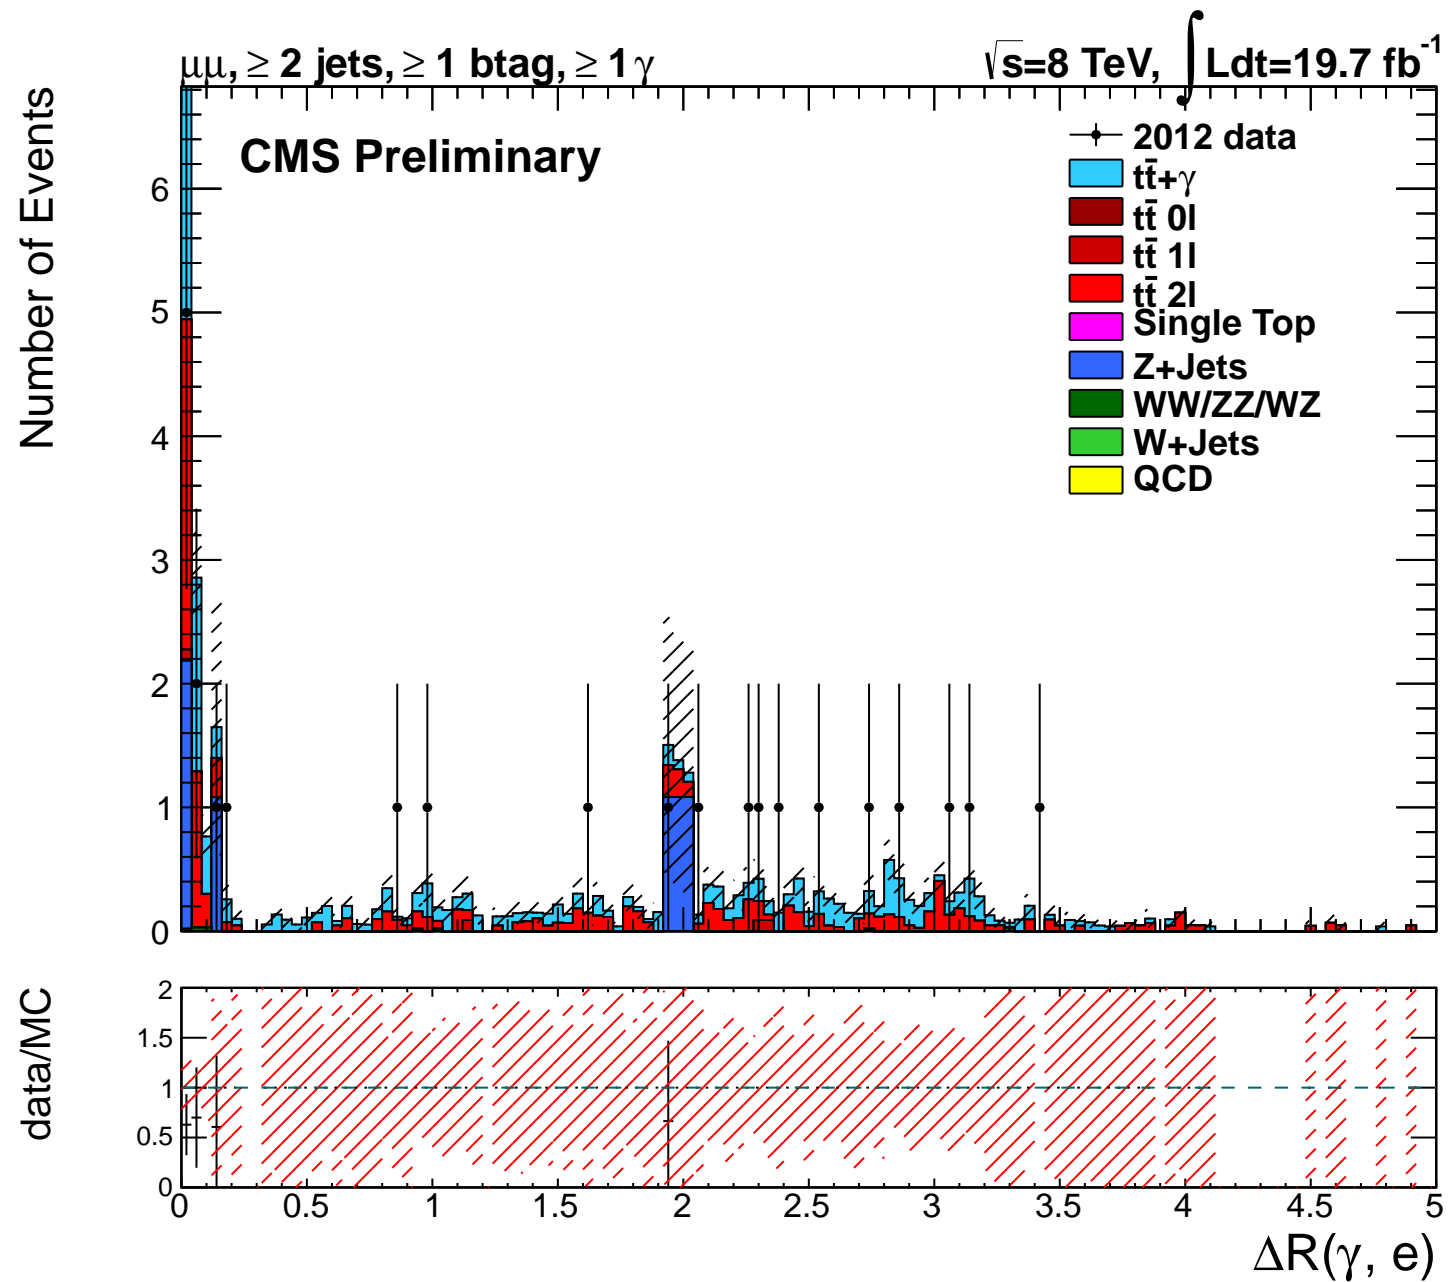 μμ, ≥ 2 jets, ≥ 1 btag, ≥ 1 γ
√s=8 TeV, ∫ Ldt=19.7 fb⁻¹
CMS Preliminary
2012 data
tt̄+γ
tt̄ 0l
tt̄ 1l
tt̄ 2l
Single Top
Z+Jets
WW/ZZ/WZ
W+Jets
QCD
Number of Events
6
5
4
3
2
1
0
data/MC
2
1.5
1
0.5
0
0 0.5 1 1.5 2 2.5 3 3.5 4 4.5 5
ΔR(γ, e)